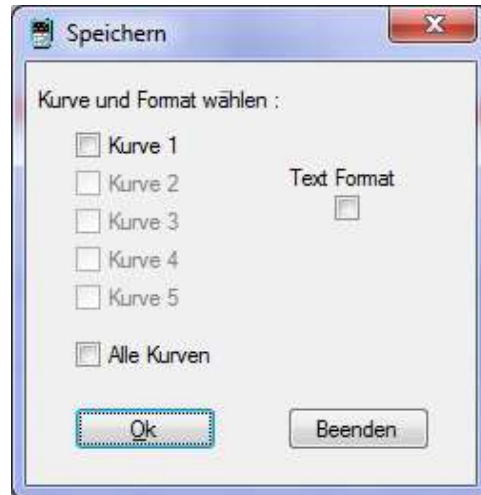 Speichern
Kurve und Format wählen :
Kurve 1
Kurve 2
Text Format
Kurve 3
Kurve 4
Kurve 5
Alle Kurven
Ok
Beenden